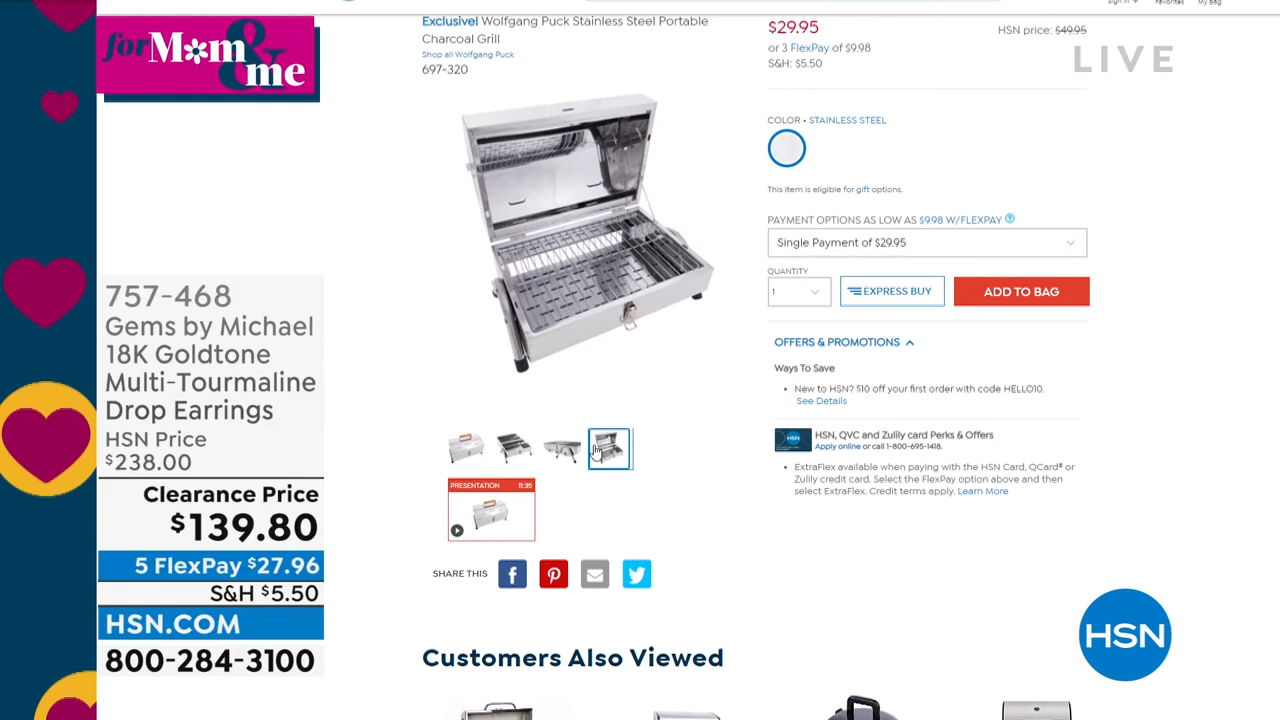 for Mom
& me
757-468
Gems by Michael
18K Goldtone
Multi-Tourmaline
Drop Earrings
HSN Price
$238.00
Clearance Price
$139.80
5 FlexPay $27.96
S&H $5.50
HSN.COM
800-284-3100
Sign In
Favorites
My Bag
Exclusive! Wolfgang Puck Stainless Steel Portable
Charcoal Grill
Shop all Wolfgang Puck
697-320
PRESENTATION 11:35
SHARE THIS
$29.95
HSN price: $49.95
or 3 FlexPay of $9.98
S&H: $5.50
LIVE
COLOR • STAINLESS STEEL
This item is eligible for gift options.
PAYMENT OPTIONS AS LOW AS $9.98 W/FLEXPAY
Single Payment of $29.95
QUANTITY
1
EXPRESS BUY
ADD TO BAG
OFFERS & PROMOTIONS
Ways To Save
• New to HSN? $10 off your first order with code HELLO10.
See Details
HSN
HSN, QVC and Zulily card Perks & Offers
Apply online or call 1-800-695-1418.
• ExtraFlex available when paying with the HSN Card, QCard® or
Zulily credit card. Select the FlexPay option above and then
select ExtraFlex. Credit terms apply. Learn More
HSN
Customers Also Viewed